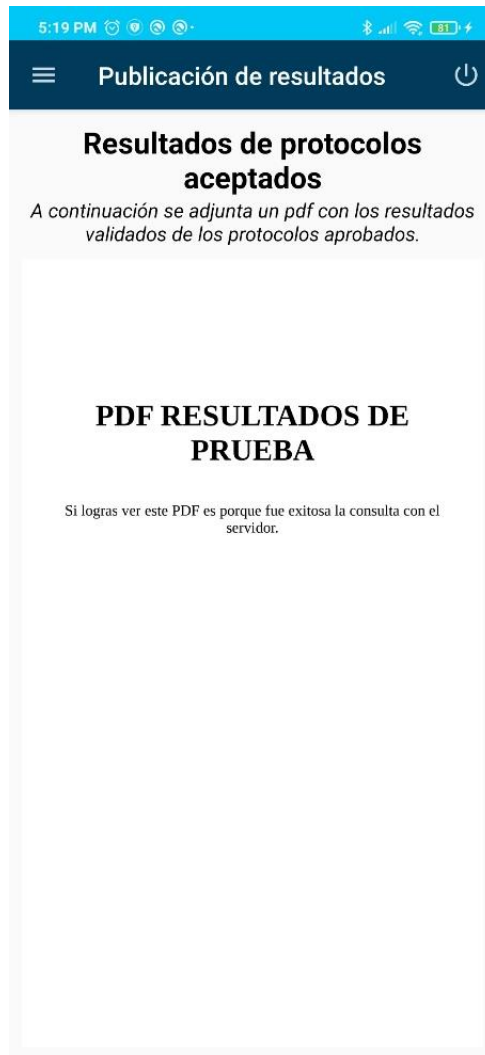 5:19 PM
81
Publicación de resultados
Resultados de protocolos
aceptados
A continuación se adjunta un pdf con los resultados
validados de los protocolos aprobados.
PDF RESULTADOS DE
PRUEBA
Si logras ver este PDF es porque fue exitosa la consulta con el
servidor.